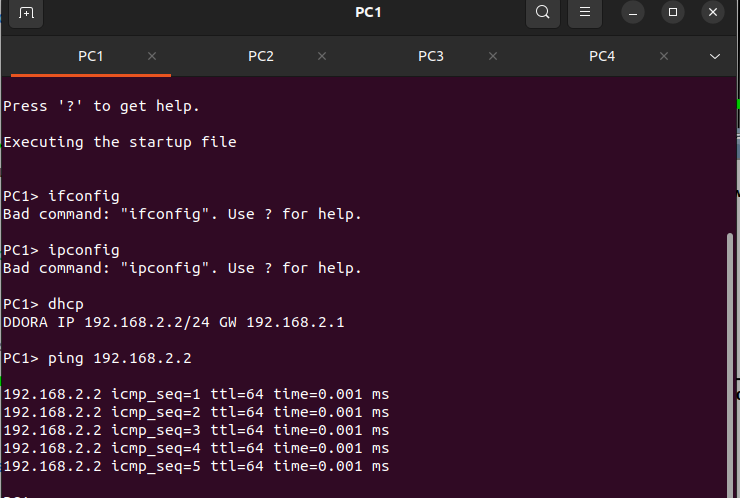 PC1
PC1 PC2 PC3 PC4
Press '?' to get help.
Executing the startup file
PC1> ifconfig
Bad command: "ifconfig". Use ? for help.
PC1> ipconfig
Bad command: "ipconfig". Use ? for help.
PC1> dhcp
DDORA IP 192.168.2.2/24 GW 192.168.2.1
PC1> ping 192.168.2.2
192.168.2.2 icmp_seq=1 ttl=64 time=0.001 ms
192.168.2.2 icmp_seq=2 ttl=64 time=0.001 ms
192.168.2.2 icmp_seq=3 ttl=64 time=0.001 ms
192.168.2.2 icmp_seq=4 ttl=64 time=0.001 ms
192.168.2.2 icmp_seq=5 ttl=64 time=0.001 ms